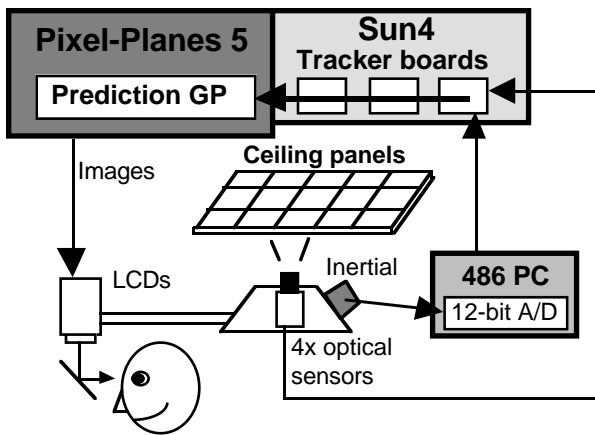 Pixel-Planes 5
Sun4
Tracker boards
Prediction GP
Ceiling panels
Images
LCDs
Inertial
486 PC
12-bit A/D
4x optical
sensors